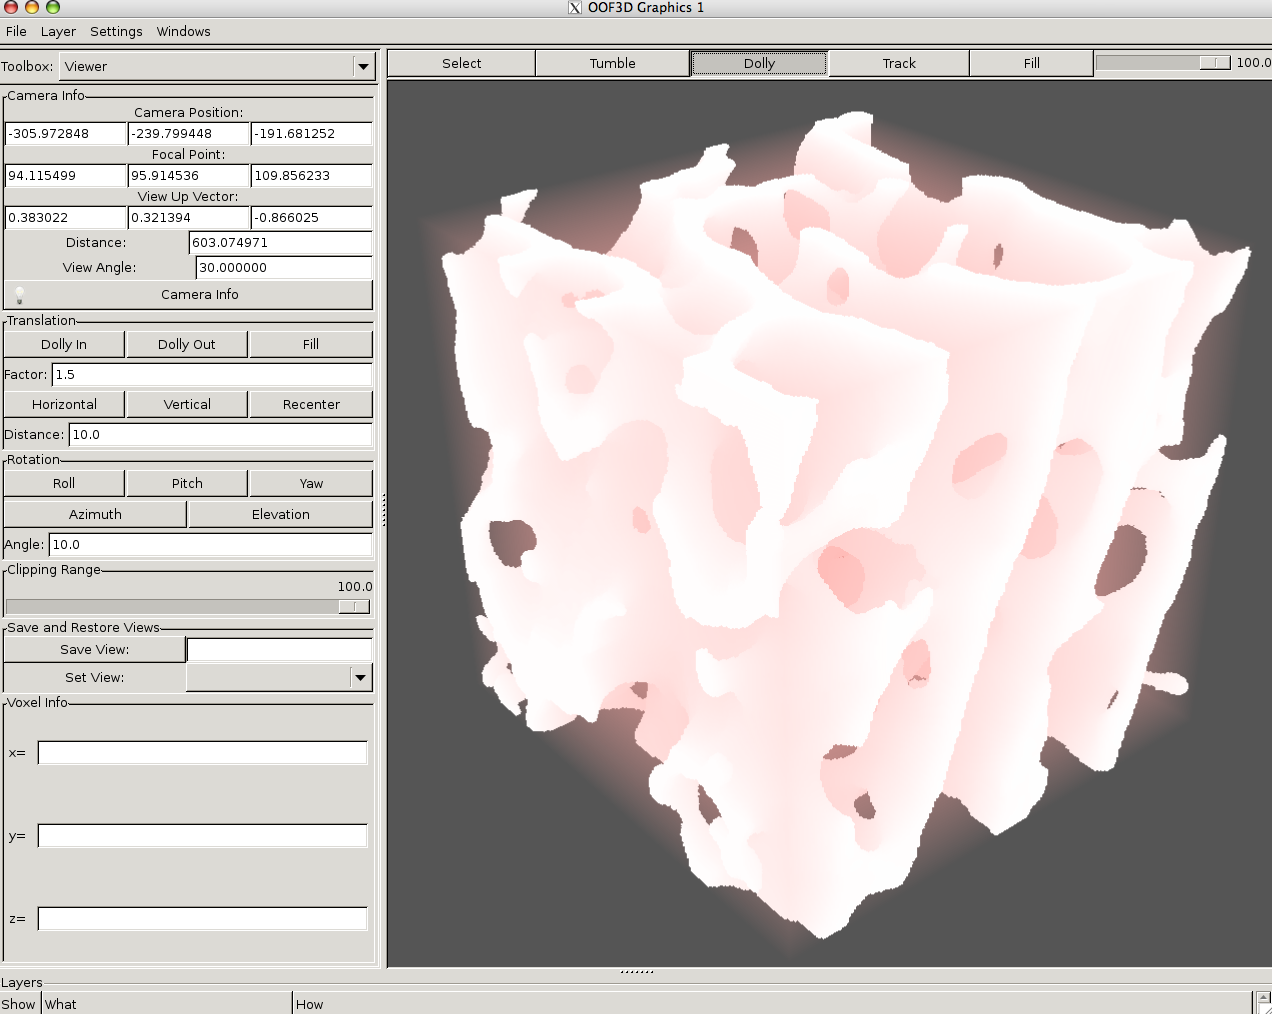 OOF3D Graphics 1
File Layer Settings Windows
Toolbox: Viewer
Select Tumble Dolly Track Fill 100.0
Camera Info
Camera Position:
-305.972848 -239.799448 -191.681252
Focal Point:
94.115499 95.914536 109.856233
View Up Vector:
0.383022 0.321394 -0.866025
Distance: 603.074971
View Angle: 30.000000
Camera Info
Translation
Dolly In Dolly Out Fill
Factor: 1.5
Horizontal Vertical Recenter
Distance: 10.0
Rotation
Roll Pitch Yaw
Azimuth Elevation
Angle: 10.0
Clipping Range
100.0
Save and Restore Views
Save View:
Set View:
Voxel Info
x=
y=
z=
Layers
Show What How